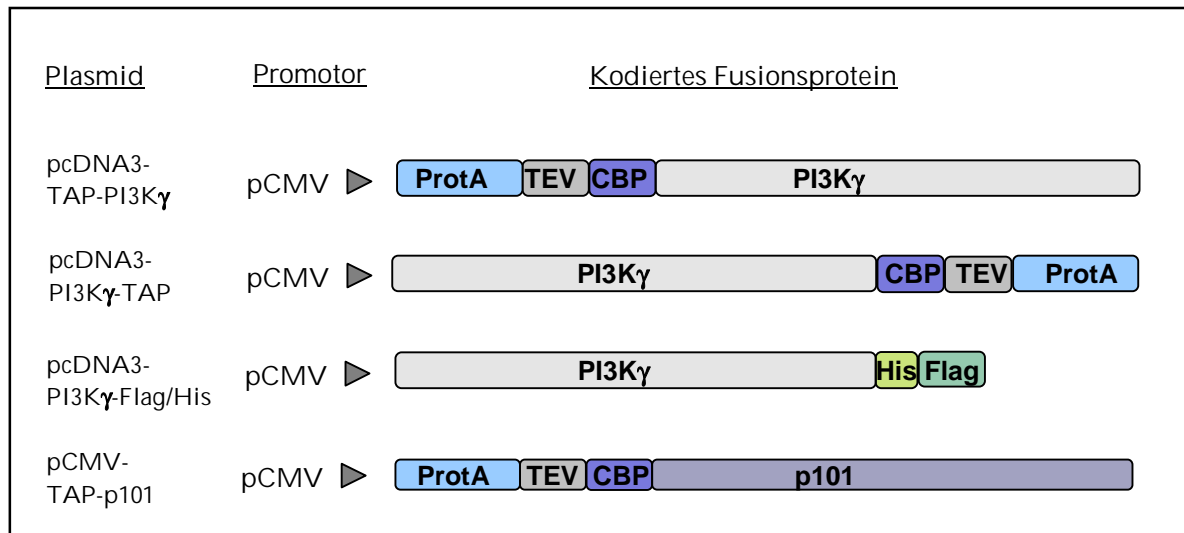 Plasmid Promotor Kodiertes Fusionsprotein
pcDNA3-
TAP-PI3Kγ
pCMV
ProtA TEV CBP PI3Kγ
pcDNA3-
PI3Kγ-TAP
pCMV
PI3Kγ CBP TEV ProtA
pcDNA3-
PI3Kγ-Flag/His
pCMV
PI3Kγ His Flag
pCMV-
TAP-p101
pCMV
ProtA TEV CBP p101